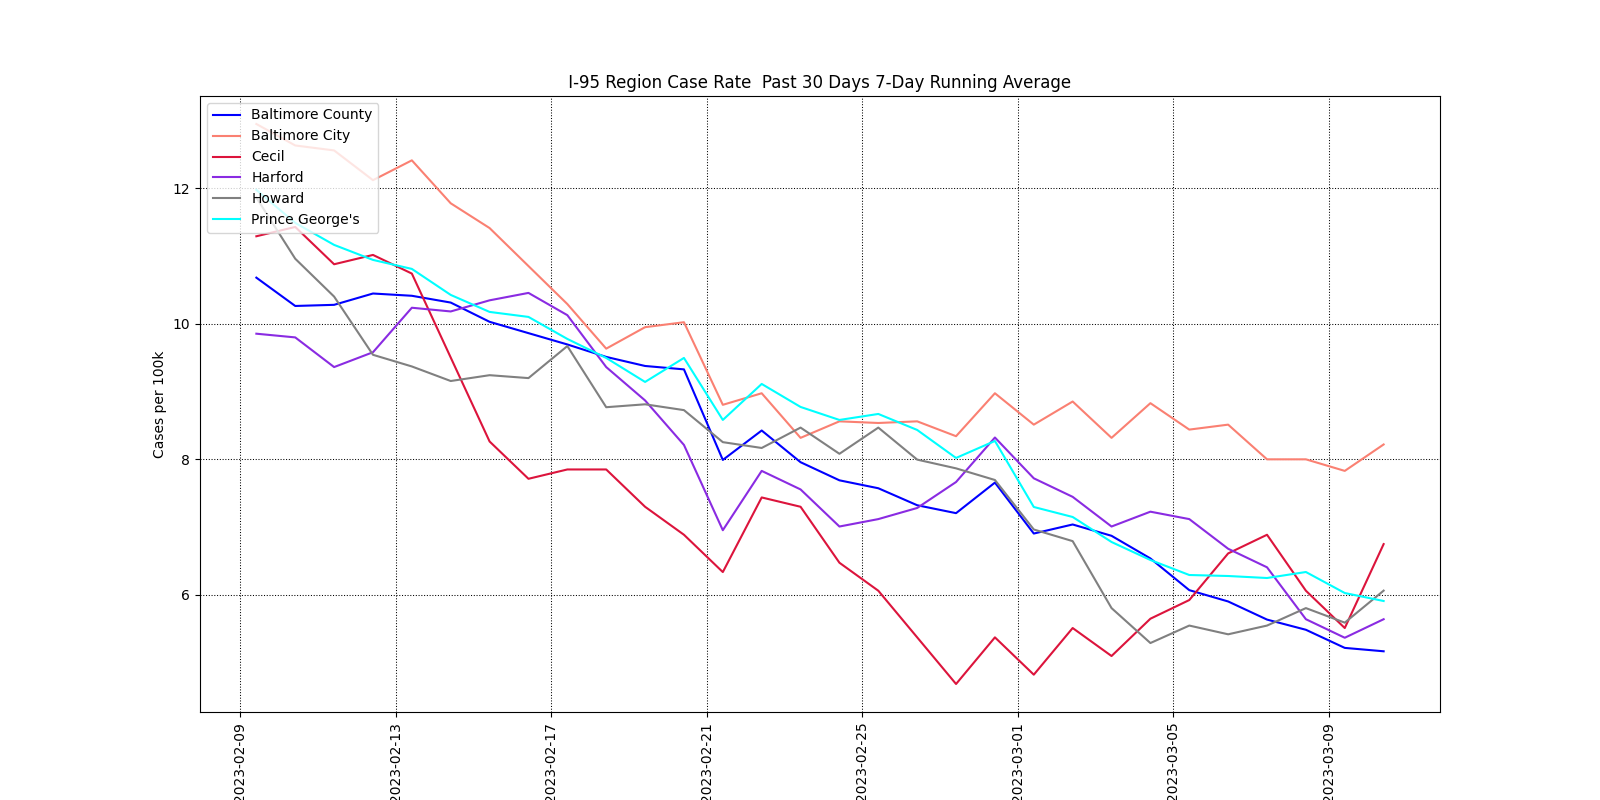 I-95 Region Case Rate  Past 30 Days 7-Day Running Average
Baltimore County
Baltimore City
Cecil
Harford
Howard
Prince George's
Cases per 100k
12
10
8
6
2023-02-09
2023-02-13
2023-02-17
2023-02-21
2023-02-25
2023-03-01
2023-03-05
2023-03-09